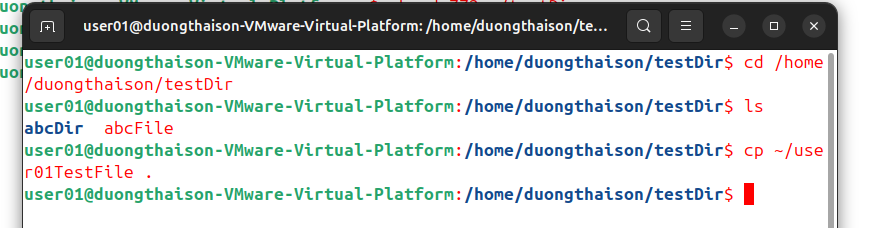 user01@duongthaison-VMware-Virtual-Platform: /home/duongthaison/te...
user01@duongthaison-VMware-Virtual-Platform:/home/duongthaison/testDir$ cd /home
/duongthaison/testDir
user01@duongthaison-VMware-Virtual-Platform:/home/duongthaison/testDir$ ls
abcDir  abcFile
user01@duongthaison-VMware-Virtual-Platform:/home/duongthaison/testDir$ cp ~/use
r01TestFile .
user01@duongthaison-VMware-Virtual-Platform:/home/duongthaison/testDir$